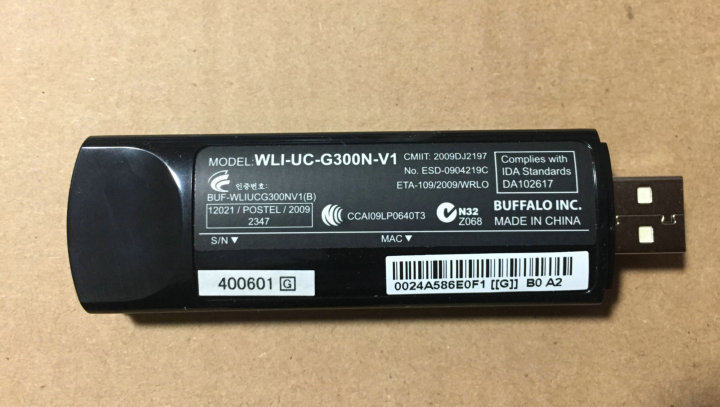 MODEL:WLI-UC-G300N-V1
CMIIT: 2009DJ2197
No. ESD-0904219C
ETA-109/2009/WRLO
Complies with
IDA Standards
DA102617
인증번호:
BUF-WLIUCG300NV1(B)
12021 / POSTEL / 2009
2347
CCAI09LP0640T3
N32
Z068
BUFFALO INC.
MADE IN CHINA
S/N ▼
MAC ▼
400601 G
0024A586E0F1 [[G]] B0 A2